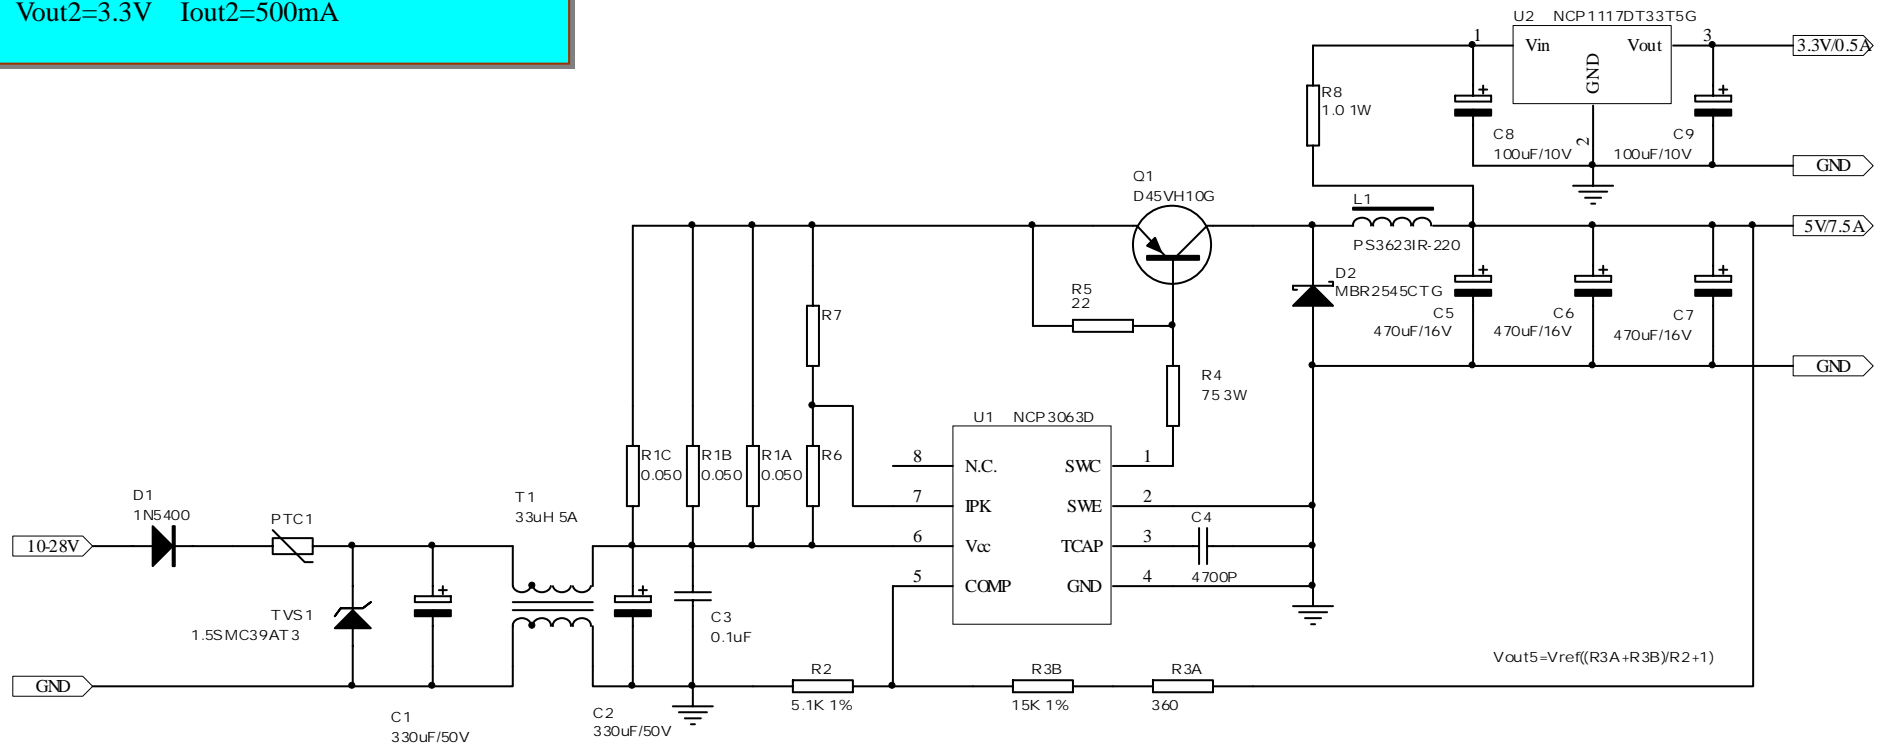 Vout2=3.3V Iout2=500mA
U2 NCP1117DT33T5G
1 Vin Vout 3 3.3V/0.5A
GND
2
R8
1.0 1W
C8
100uF/10V
C9
100uF/10V
GND
Q1
D45VH10G
L1
PS3623IR-220
5V/7.5A
R5
22
D2
MBR2545CTG
C5
470uF/16V
C6
470uF/16V
C7
470uF/16V
GND
R7
R4
75 3W
U1 NCP3063D
R1C
0.050
R1B
0.050
R1A
0.050
R6
8 N.C. SWC 1
7 IPK SWE 2
6 Vcc TCAP 3
5 COMP GND 4
C4
4700P
D1
1N5400
PTC1
T1
33uH 5A
10-28V
TVS1
1.5SMC39AT3
C3
0.1uF
GND
C1
330uF/50V
C2
330uF/50V
R2
5.1K 1%
R3B
15K 1%
R3A
360
Vout5=Vref((R3A+R3B)/R2+1)